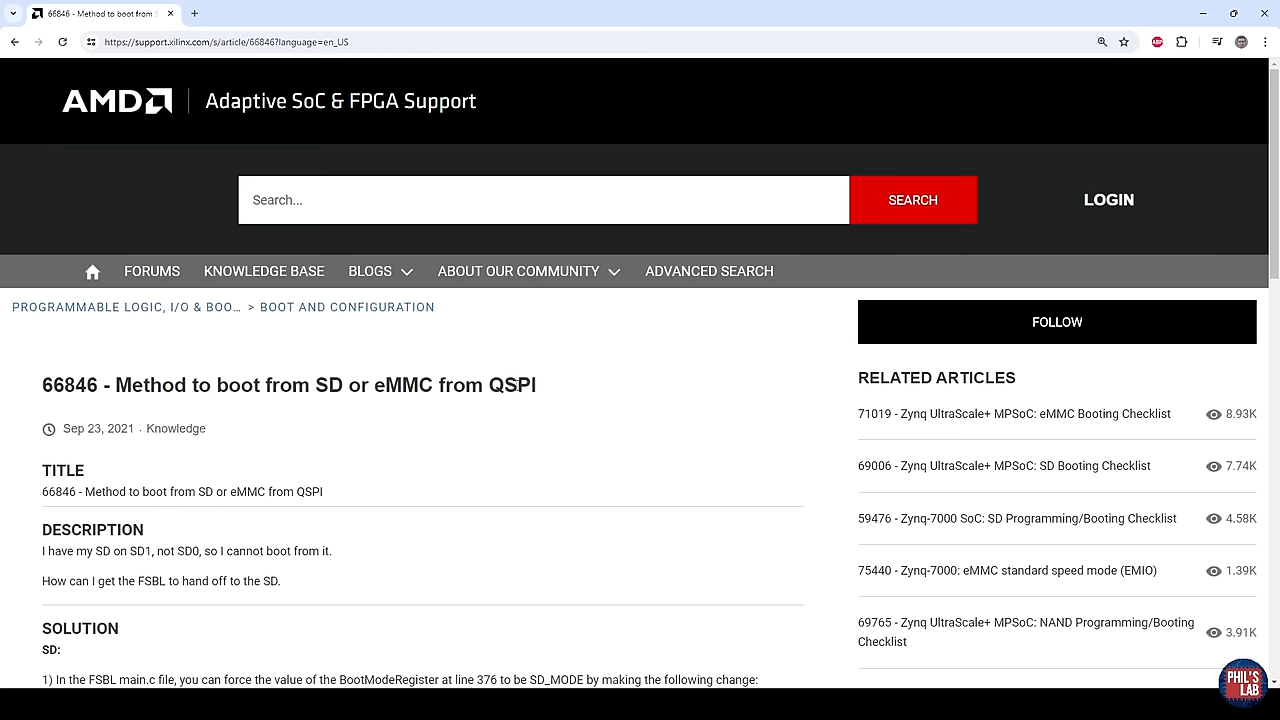 66846 - Method to boot from S
https://support.xilinx.com/s/article/66846?language=en_US
AMD
Adaptive SoC & FPGA Support
Search...
SEARCH
LOGIN
FORUMS
KNOWLEDGE BASE
BLOGS
ABOUT OUR COMMUNITY
ADVANCED SEARCH
PROGRAMMABLE LOGIC, I/O & BOO... > BOOT AND CONFIGURATION
66846 - Method to boot from SD or eMMC from QSPI
Sep 23, 2021 · Knowledge
TITLE
66846 - Method to boot from SD or eMMC from QSPI
DESCRIPTION
I have my SD on SD1, not SD0, so I cannot boot from it.
How can I get the FSBL to hand off to the SD.
SOLUTION
SD:
1) In the FSBL main.c file, you can force the value of the BootModeRegister at line 376 to be SD_MODE by making the following change:
FOLLOW
RELATED ARTICLES
71019 - Zynq UltraScale+ MPSoC: eMMC Booting Checklist 8.93K
69006 - Zynq UltraScale+ MPSoC: SD Booting Checklist 7.74K
59476 - Zynq-7000 SoC: SD Programming/Booting Checklist 4.58K
75440 - Zynq-7000: eMMC standard speed mode (EMIO) 1.39K
69765 - Zynq UltraScale+ MPSoC: NAND Programming/Booting
Checklist 3.91K
PHIL'S
LAB